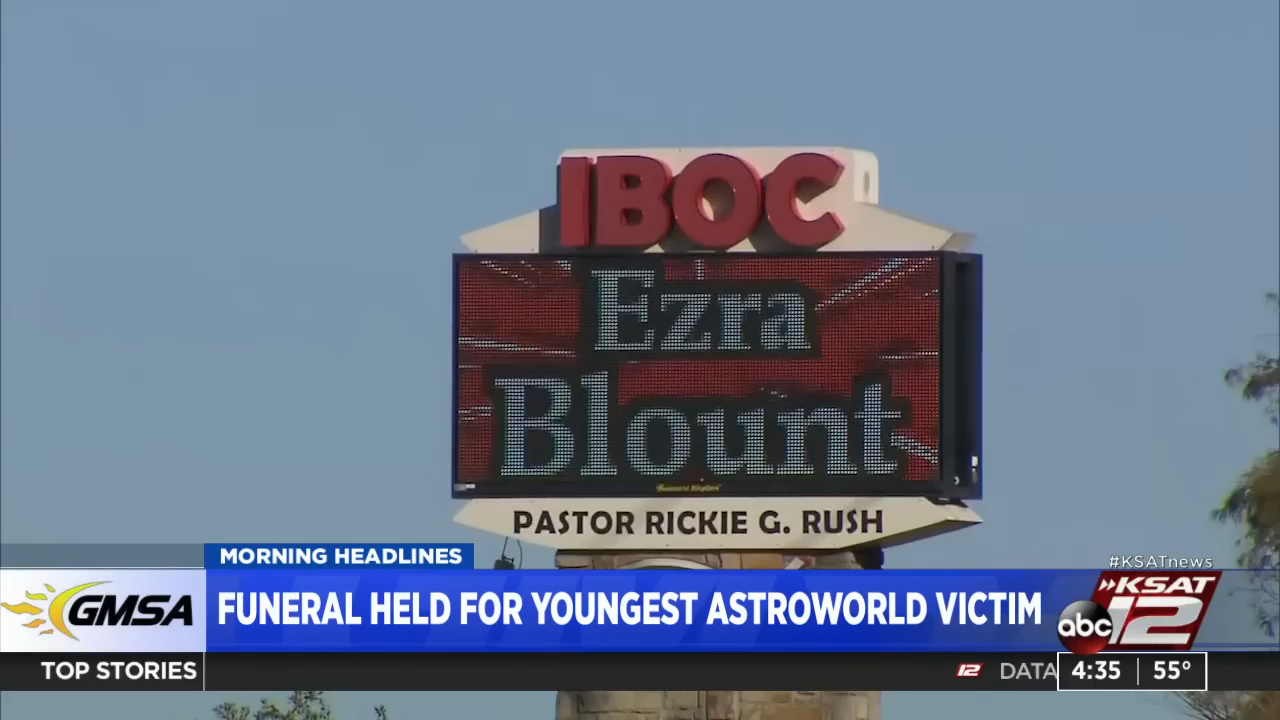 IBOC
Ezra
Blount
PASTOR RICKIE G. RUSH
#KSATnews
MORNING HEADLINES
GMSA
FUNERAL HELD FOR YOUNGEST ASTROWORLD VICTIM
abc
KSAT
12
TOP STORIES
12 DATA
4:35 55°